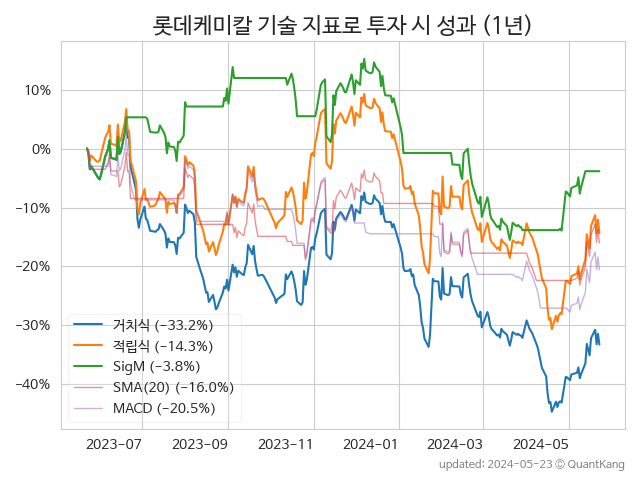 롯데케미칼 기술 지표로 투자 시 성과 (1년)
10%
0%
−10%
−20%
−30%
−40%
거치식 (−33.2%)
적립식 (−14.3%)
SigM (−3.8%)
SMA(20) (−16.0%)
MACD (−20.5%)
2023-07 2023-09 2023-11 2024-01 2024-03 2024-05
updated: 2024-05-23 © QuantKang